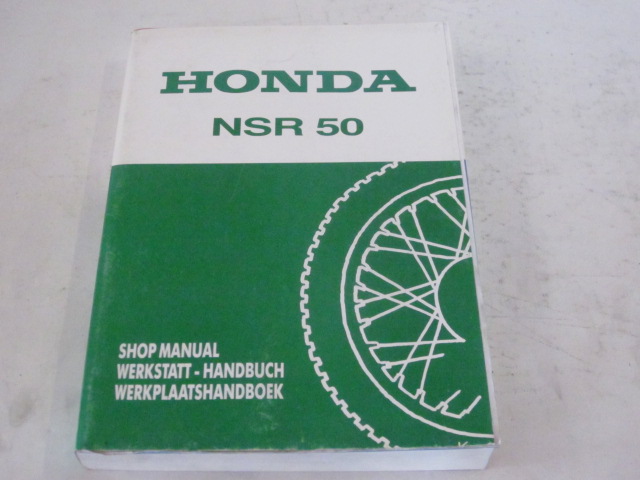 HONDA
NSR 50
SHOP MANUAL
WERKSTATT - HANDBUCH
WERKPLAATSHANDBOEK